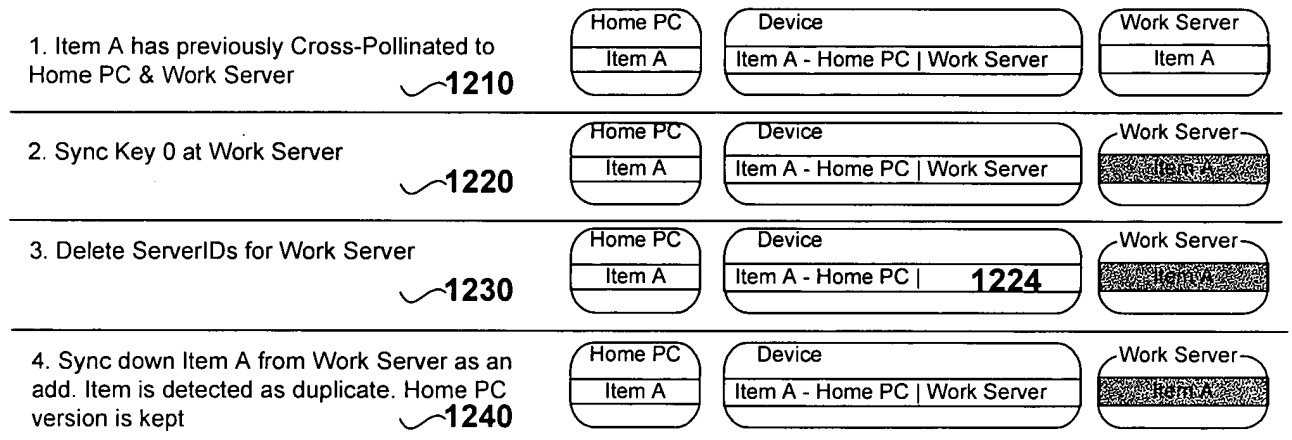 Home PC Device Work Server
1. Item A has previously Cross-Pollinated to
Home PC & Work Server
1210
Item A Item A - Home PC | Work Server Item A
Home PC Device Work Server
2. Sync Key 0 at Work Server
1220
Item A Item A - Home PC | Work Server Item A
Home PC Device Work Server
3. Delete ServerIDs for Work Server
1230
Item A Item A - Home PC | 1224 Item A
Home PC Device Work Server
4. Sync down Item A from Work Server as an
add. Item is detected as duplicate. Home PC
version is kept
1240
Item A Item A - Home PC | Work Server Item A